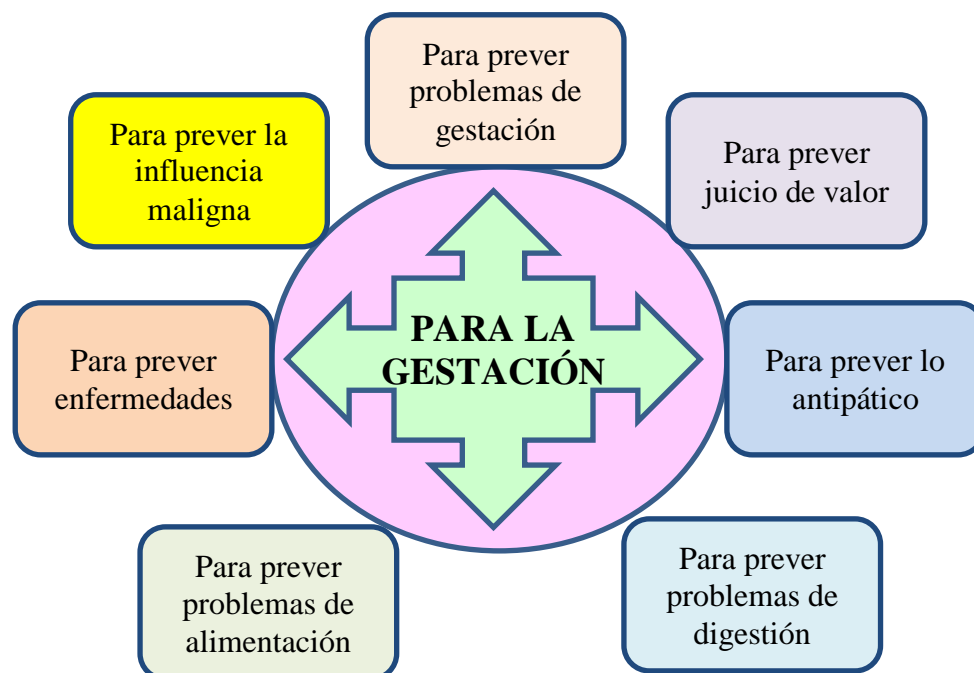 Para prever
problemas de
gestación
Para prever la
influencia
maligna
Para prever
juicio de valor
PARA LA
GESTACIÓN
Para prever
enfermedades
Para prever lo
antipático
Para prever
problemas de
alimentación
Para prever
problemas de
digestión